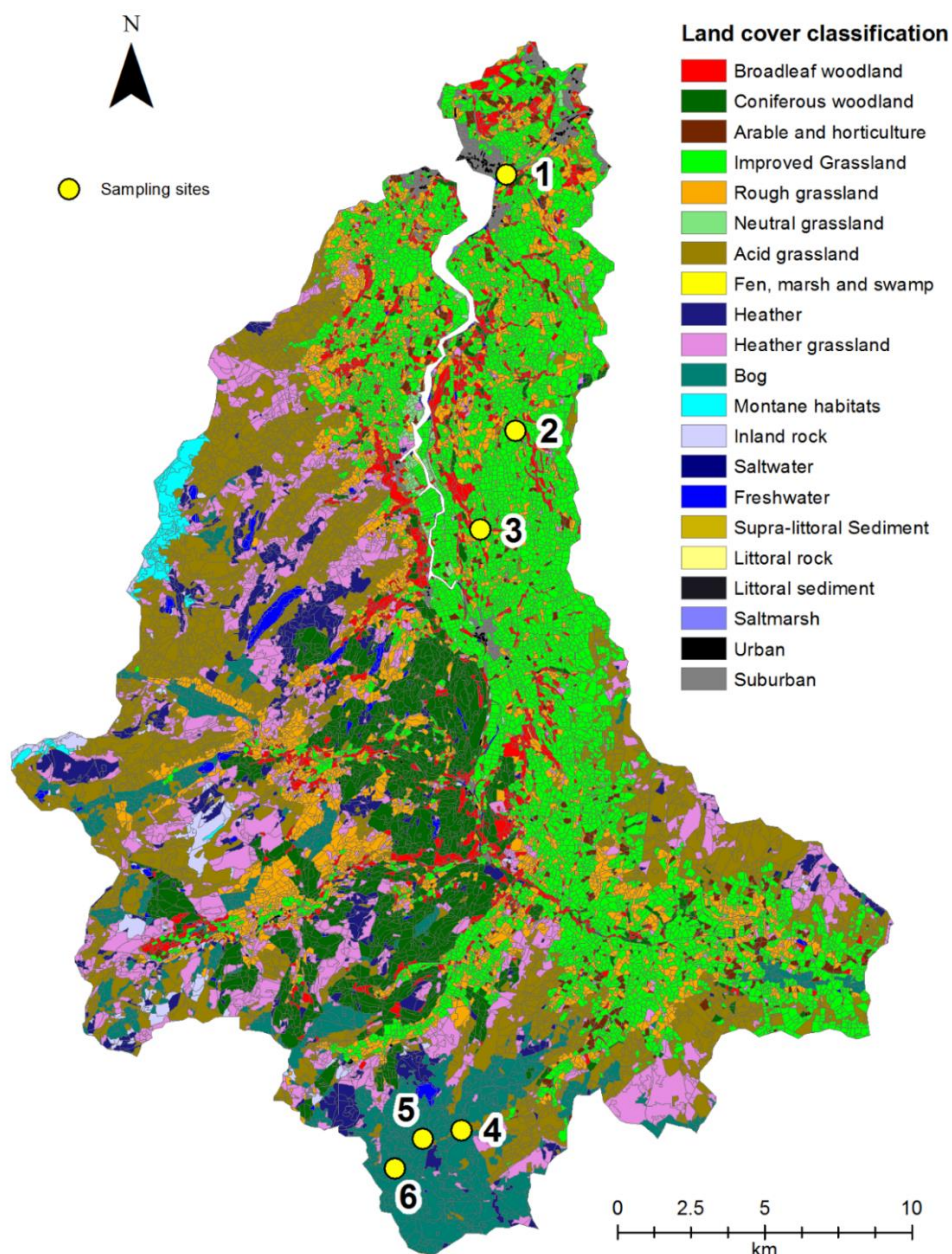 N
Sampling sites
Land cover classification
Broadleaf woodland
Coniferous woodland
Arable and horticulture
Improved Grassland
Rough grassland
Neutral grassland
Acid grassland
Fen, marsh and swamp
Heather
Heather grassland
Bog
Montane habitats
Inland rock
Saltwater
Freshwater
Supra-littoral Sediment
Littoral rock
Littoral sediment
Saltmarsh
Urban
Suburban
1
2
3
5
4
6
0 2.5 5 10
km